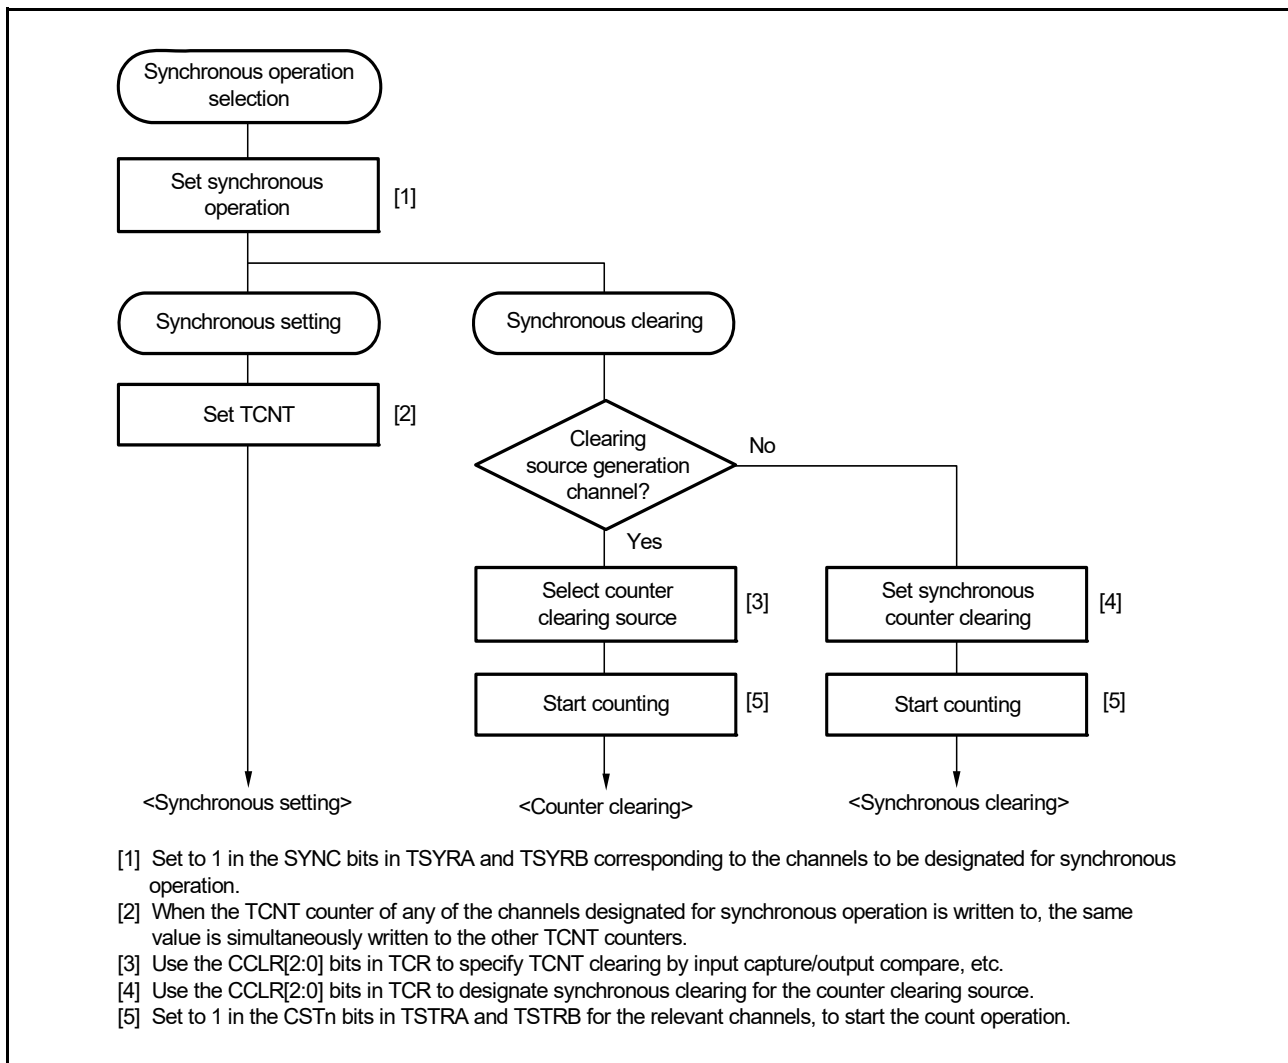 Synchronous operation
selection
Set synchronous
operation
[1]
Synchronous setting
Synchronous clearing
Set TCNT
[2]
Clearing
source generation
channel?
No
Yes
Select counter
clearing source
[3]
Set synchronous
counter clearing
[4]
Start counting
[5]
Start counting
[5]
<Synchronous setting>
<Counter clearing>
<Synchronous clearing>
[1] Set to 1 in the SYNC bits in TSYRA and TSYRB corresponding to the channels to be designated for synchronous
operation.
[2] When the TCNT counter of any of the channels designated for synchronous operation is written to, the same
value is simultaneously written to the other TCNT counters.
[3] Use the CCLR[2:0] bits in TCR to specify TCNT clearing by input capture/output compare, etc.
[4] Use the CCLR[2:0] bits in TCR to designate synchronous clearing for the counter clearing source.
[5] Set to 1 in the CSTn bits in TSTRA and TSTRB for the relevant channels, to start the count operation.